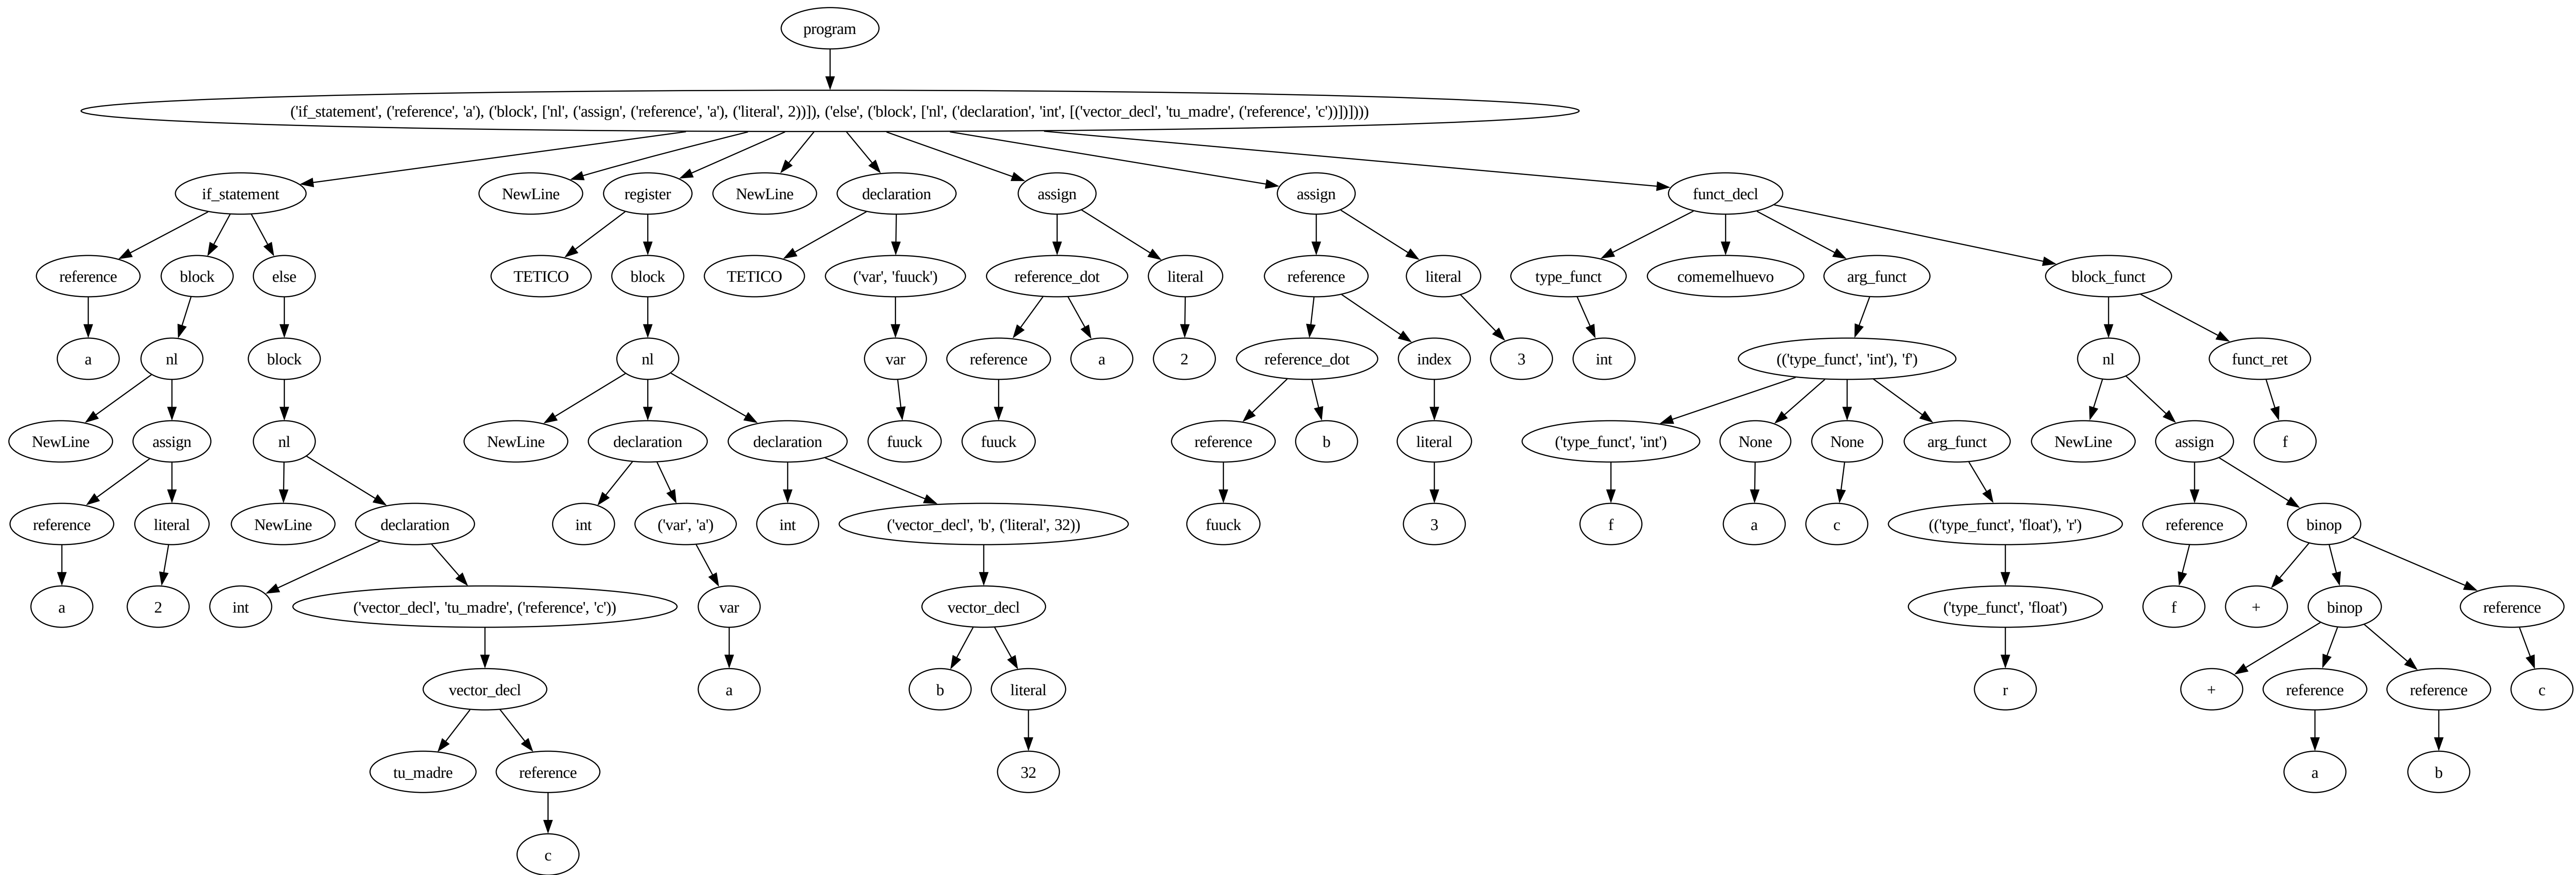 program
('if_statement', ('reference', 'a'), ('block', ['nl', ('assign', ('reference', 'a'), ('literal', 2))]), ('else', ('block', ['nl', ('declaration', 'int', [('vector_decl', 'tu_madre', ('reference', 'c'))])])))
if_statement NewLine register NewLine declaration assign assign funct_decl
reference block else TETICO block TETICO ('var', 'fuuck') reference_dot literal reference literal type_funct comemelhuevo arg_funct block_funct
a nl block nl var reference a 2 reference_dot index 3 int (('type_funct', 'int'), 'f') nl funct_ret
NewLine assign nl NewLine declaration declaration fuuck fuuck reference b literal ('type_funct', 'int') None None arg_funct NewLine assign f
reference literal NewLine declaration int ('var', 'a') int ('vector_decl', 'b', ('literal', 32)) fuuck 3 f a c (('type_funct', 'float'), 'r') reference binop
a 2 int ('vector_decl', 'tu_madre', ('reference', 'c')) var vector_decl ('type_funct', 'float') f + binop reference
vector_decl a b literal r + reference reference c
tu_madre reference 32 a b
c